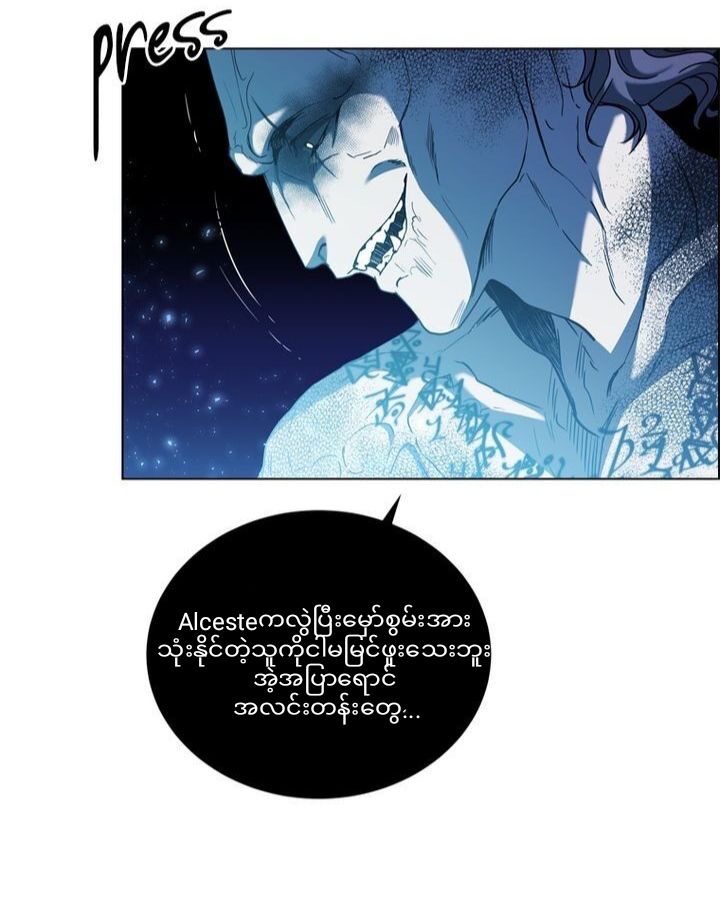 press
Alcesteကလွဲပြီးမှော်စွမ်းအား
သုံးနိုင်တဲ့သူကိုငါမမြင်ဖူးသေးဘူး
အဲ့အပြာရောင်
အလင်းတန်းတွေ...